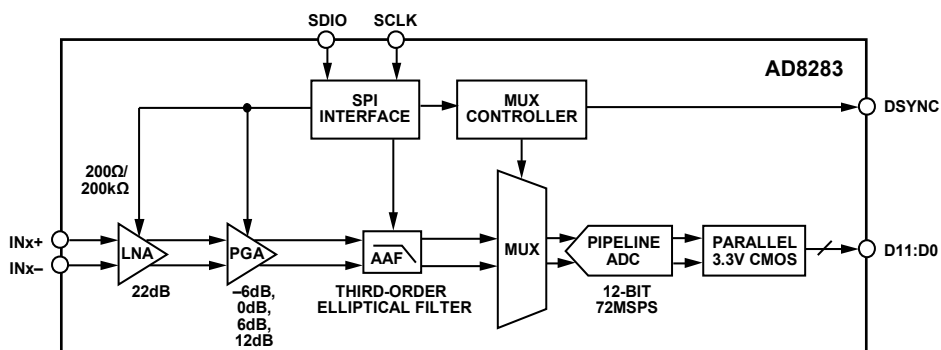 SDIO
SCLK
AD8283
SPI
INTERFACE
MUX
CONTROLLER
DSYNC
200Ω/
200kΩ
INx+
INx–
LNA
22dB
PGA
–6dB,
0dB,
6dB,
12dB
AAF
THIRD-ORDER
ELLIPTICAL FILTER
MUX
PIPELINE
ADC
12-BIT
72MSPS
PARALLEL
3.3V CMOS
D11:D0